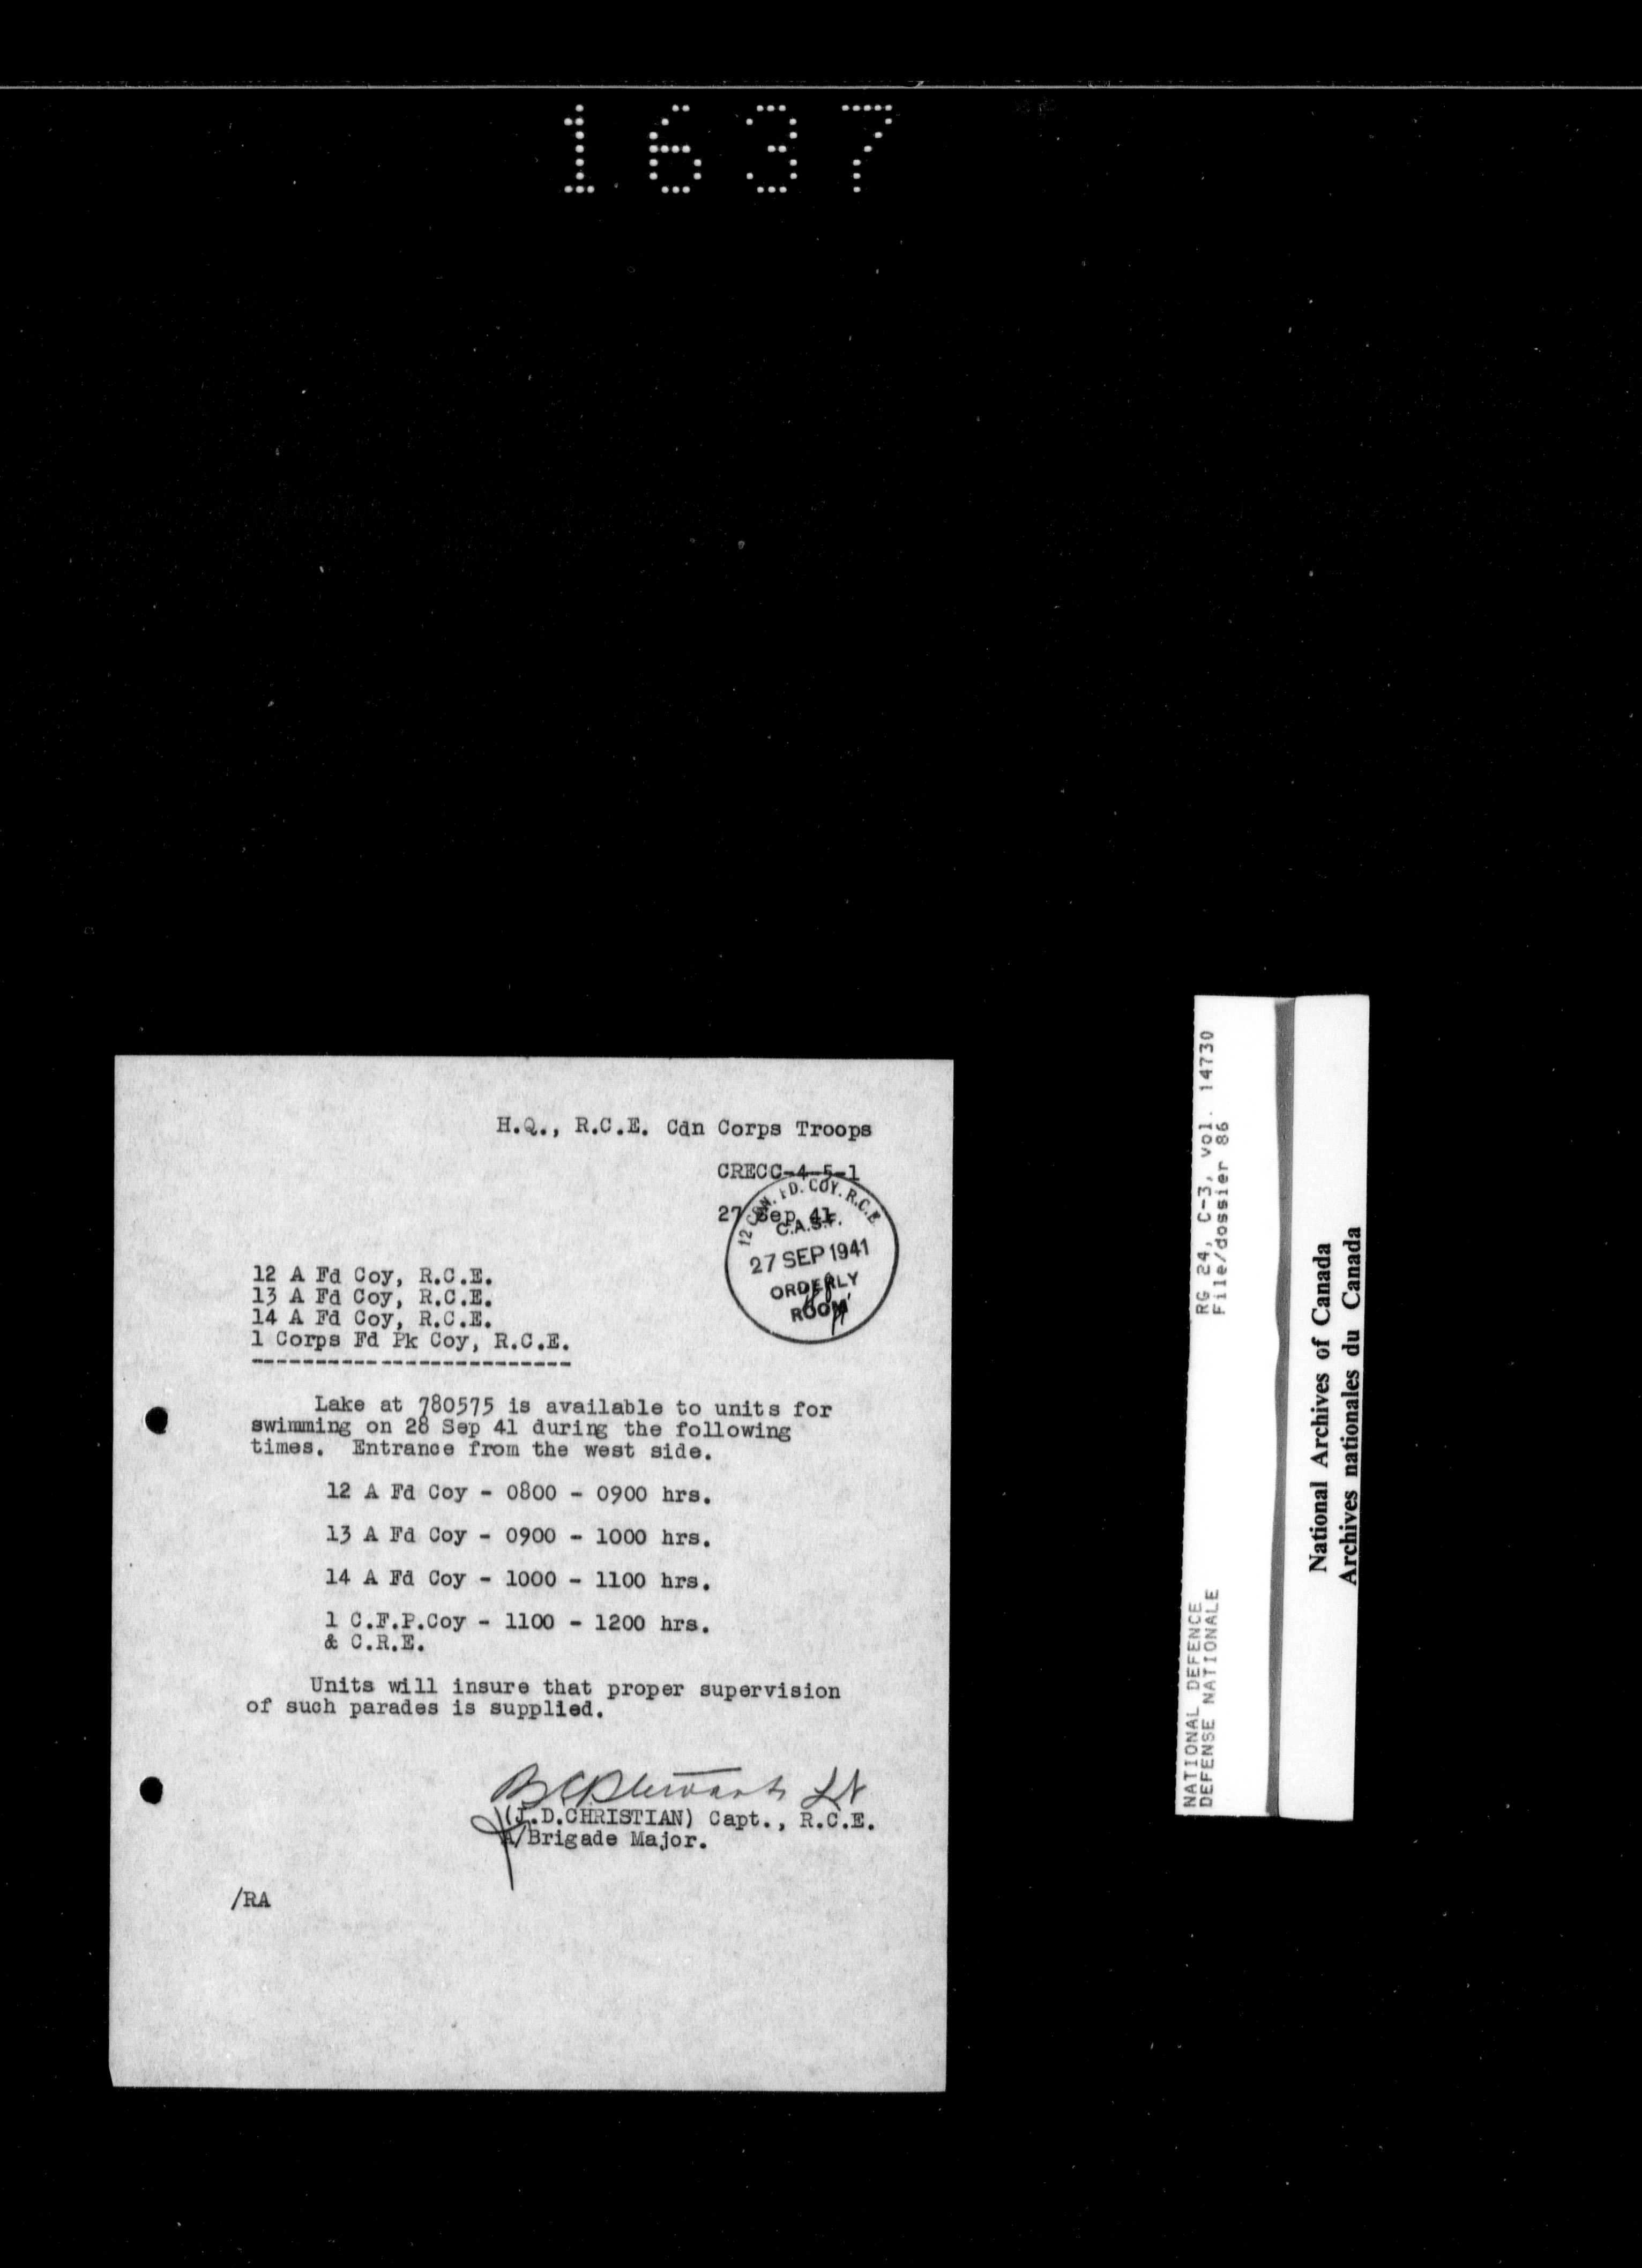 1637
H.Q., R.C.E. Cdn Corps Troops
CRECC-4-5-1
27 Sep 41
12 CDN. FD. COY. R.C.E
C.A.S.F.
27 SEP 1941
ORDERLY
ROOM
12 A Fd Coy, R.C.E.
13 A Fd Coy, R.C.E.
14 A Fd Coy, R.C.E.
1 Corps Fd Pk Coy, R.C.E.
-------------------------
Lake at 780575 is available to units for
swimming on 28 Sep 41 during the following
times. Entrance from the west side.
12 A Fd Coy - 0800 - 0900 hrs.
13 A Fd Coy - 0900 - 1000 hrs.
14 A Fd Coy - 1000 - 1100 hrs.
1 C.F.P.Coy - 1100 - 1200 hrs.
& C.R.E.
Units will insure that proper supervision
of such parades is supplied.
Lt
(J.D.CHRISTIAN) Capt., R.C.E.
A/Brigade Major.
/RA
RG 24, C-3, vol. 14730
File/dossier 86
NATIONAL DEFENCE
DEFENSE NATIONALE
National Archives of Canada
Archives nationales du Canada